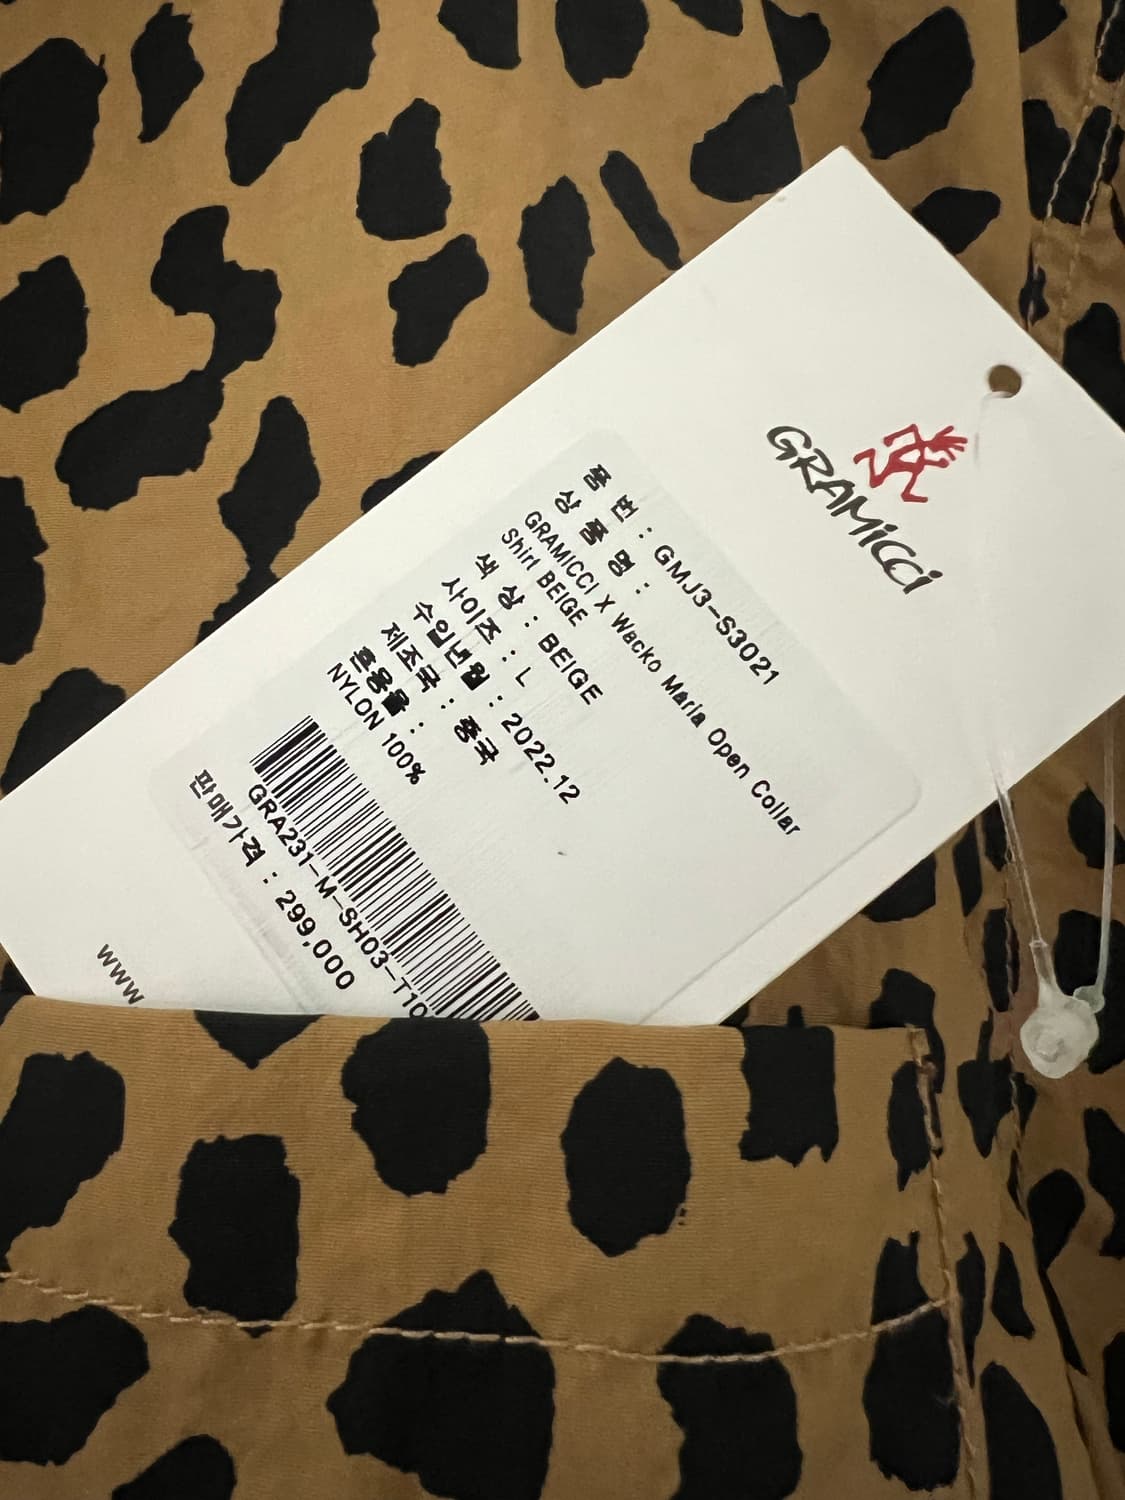 GRAMiCCi
품 번 : GMJ3-S3021
상 품 명 :
GRAMICCI X Wacko Maria Open Collar
Shirt BEIGE
색 상 : BEIGE
사이즈 : L
수입년월 : 2022.12
제조국 : 중국
혼용율 :
NYLON 100%
GRA231-M-SH03-T10
판매가격 : 299,000
www